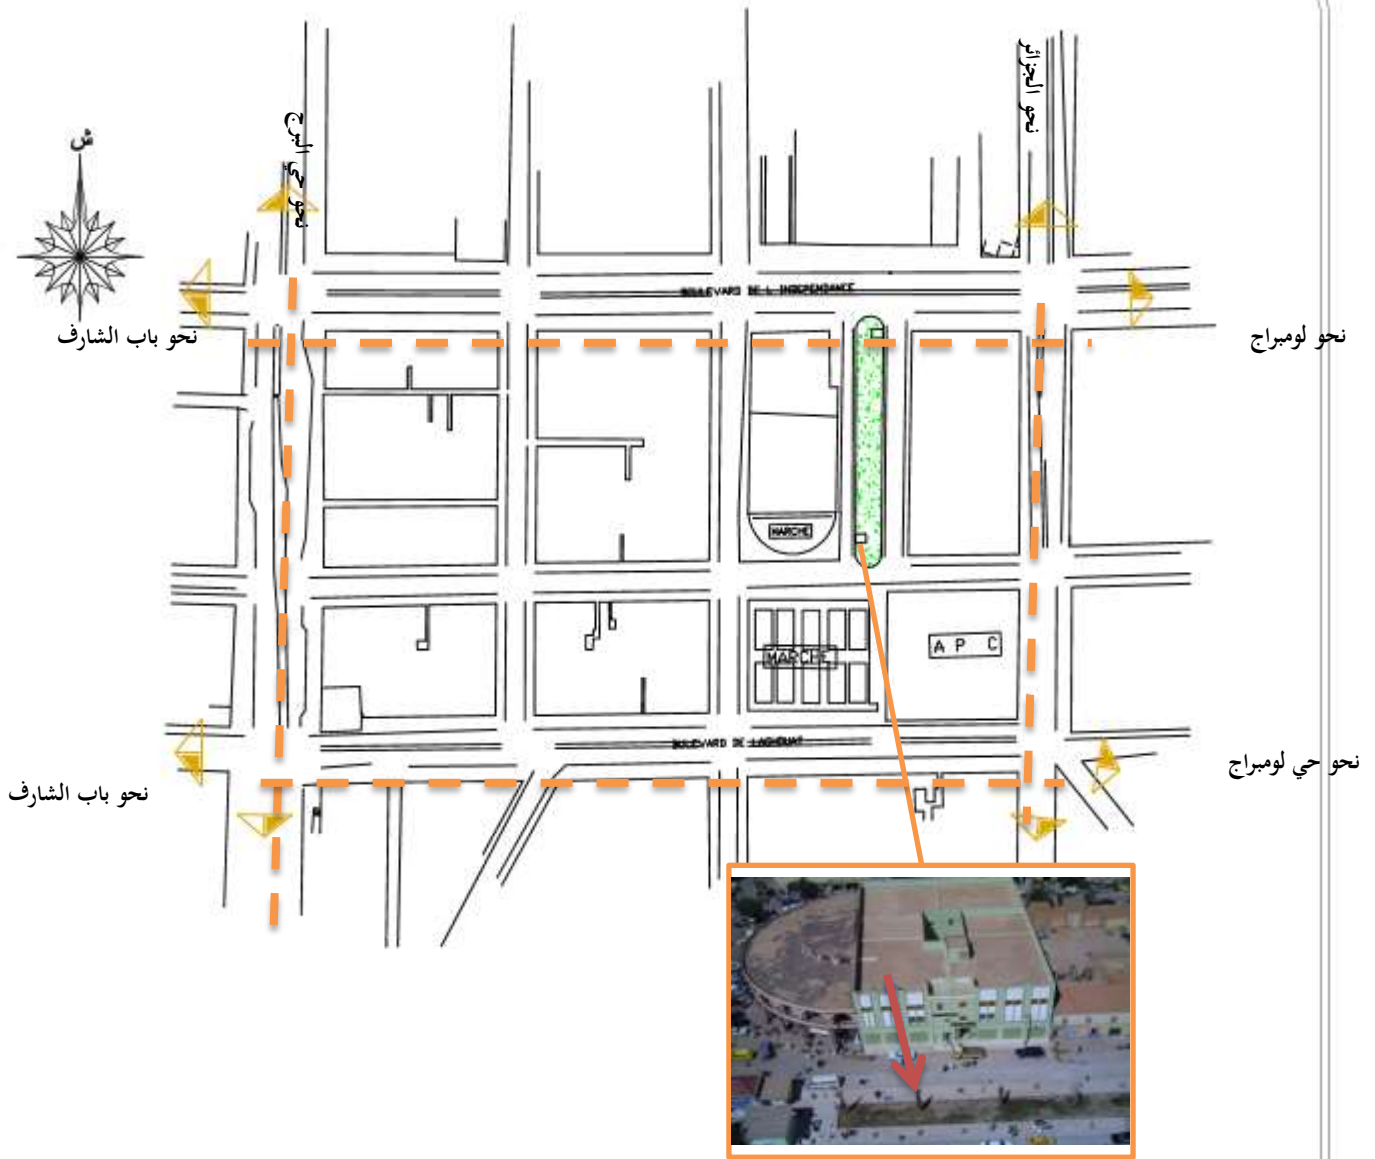 نحو الجزائر
نحو حي البرج
ش
BOULEVARD DE L INDEPENDANCE
نحو باب الشارف
نحو لومبراج
MARCHE
A P C
MARCHE
BOULEVARD DE LAGHOUAT
نحو حي لومبراج
نحو باب الشارف